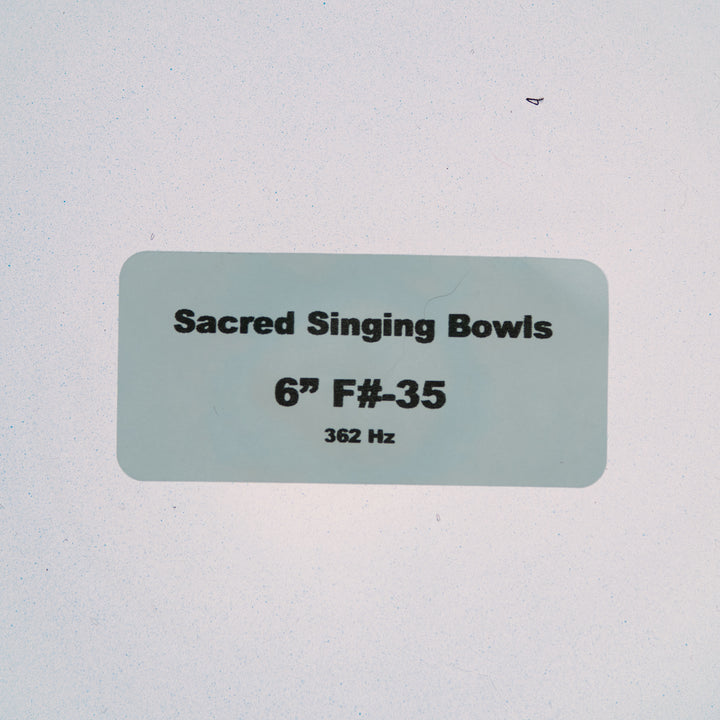 Sacred Singing Bowls
6” F#-35
362 Hz